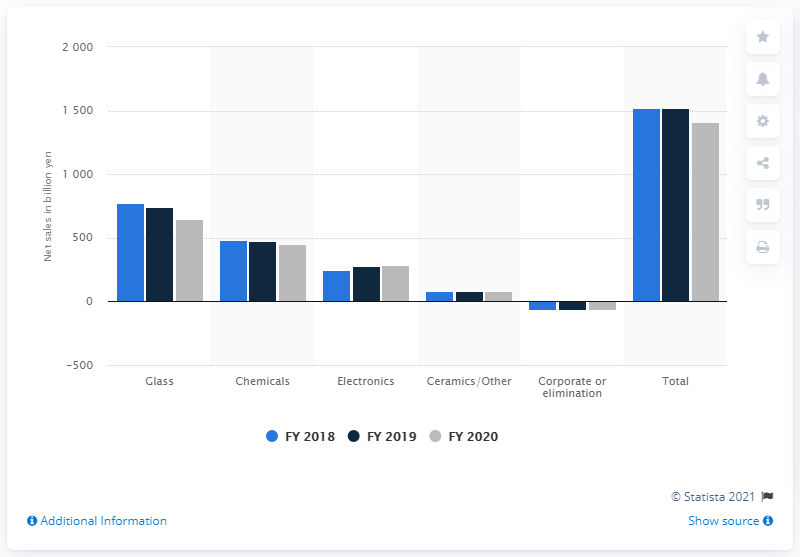 2 000
1 500
1 000
500
0
−500
Net sales in billion yen
Glass
Chemicals
Electronics
Ceramics/Other
Corporate or
elimination
Total
FY 2018
FY 2019
FY 2020
© Statista 2021
Additional Information
Show source